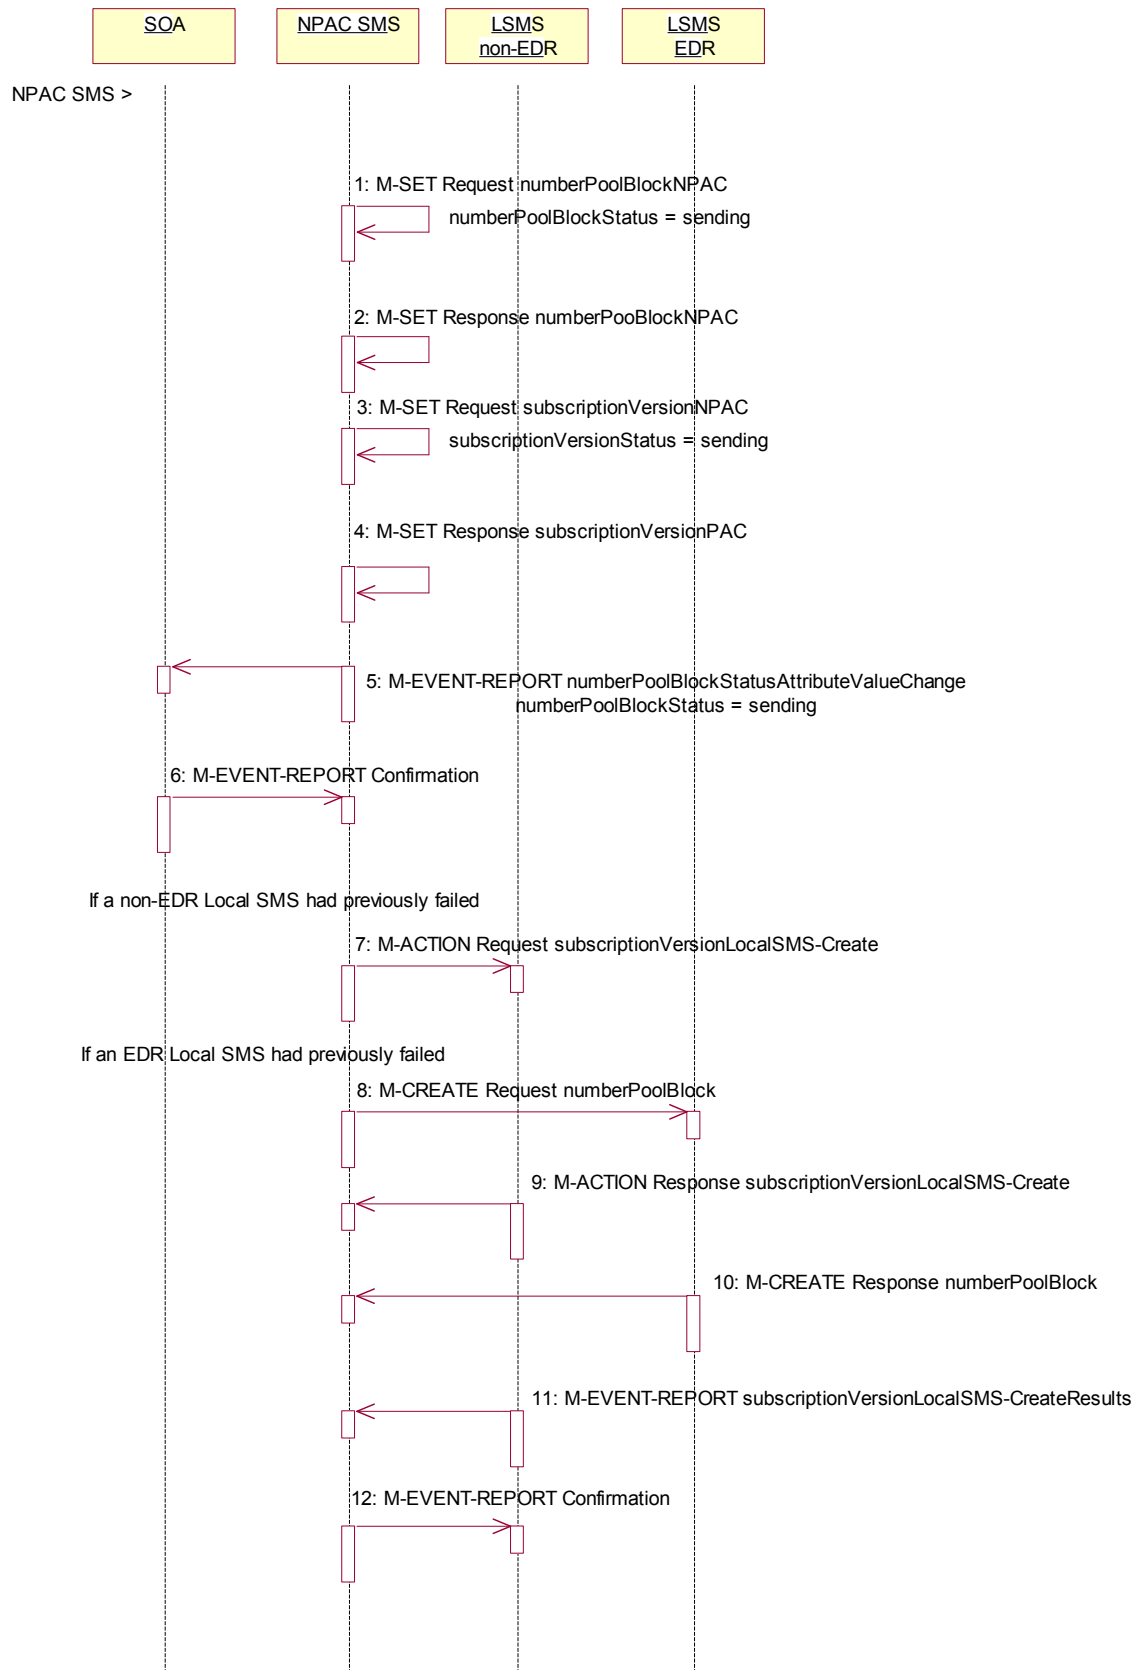 SOA
NPAC SMS
LSMS
non-EDR
LSMS
EDR
NPAC SMS >
1: M-SET Request numberPoolBlockNPAC
numberPoolBlockStatus = sending
2: M-SET Response numberPooBlockNPAC
3: M-SET Request subscriptionVersionNPAC
subscriptionVersionStatus = sending
4: M-SET Response subscriptionVersionPAC
5: M-EVENT-REPORT numberPoolBlockStatusAttributeValueChange
numberPoolBlockStatus = sending
6: M-EVENT-REPORT Confirmation
If a non-EDR Local SMS had previously failed
7: M-ACTION Request subscriptionVersionLocalSMS-Create
If an EDR Local SMS had previously failed
8: M-CREATE Request numberPoolBlock
9: M-ACTION Response subscriptionVersionLocalSMS-Create
10: M-CREATE Response numberPoolBlock
11: M-EVENT-REPORT subscriptionVersionLocalSMS-CreateResults
12: M-EVENT-REPORT Confirmation